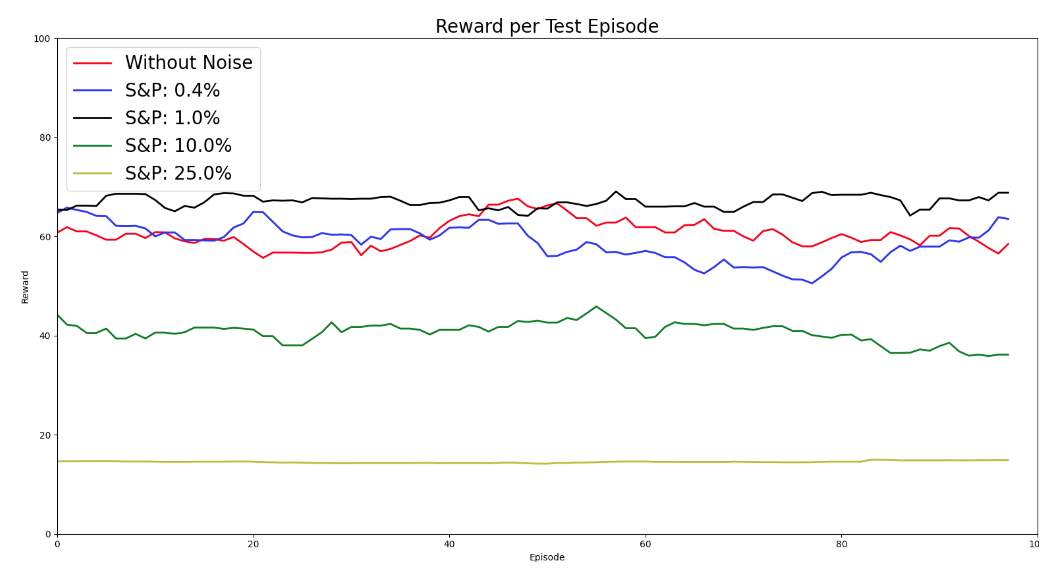 Reward per Test Episode
100
Without Noise
S&P: 0.4%
S&P: 1.0%
S&P: 10.0%
S&P: 25.0%
80
60
Reward
40
20
0
0 20 40 60 80 10
Episode